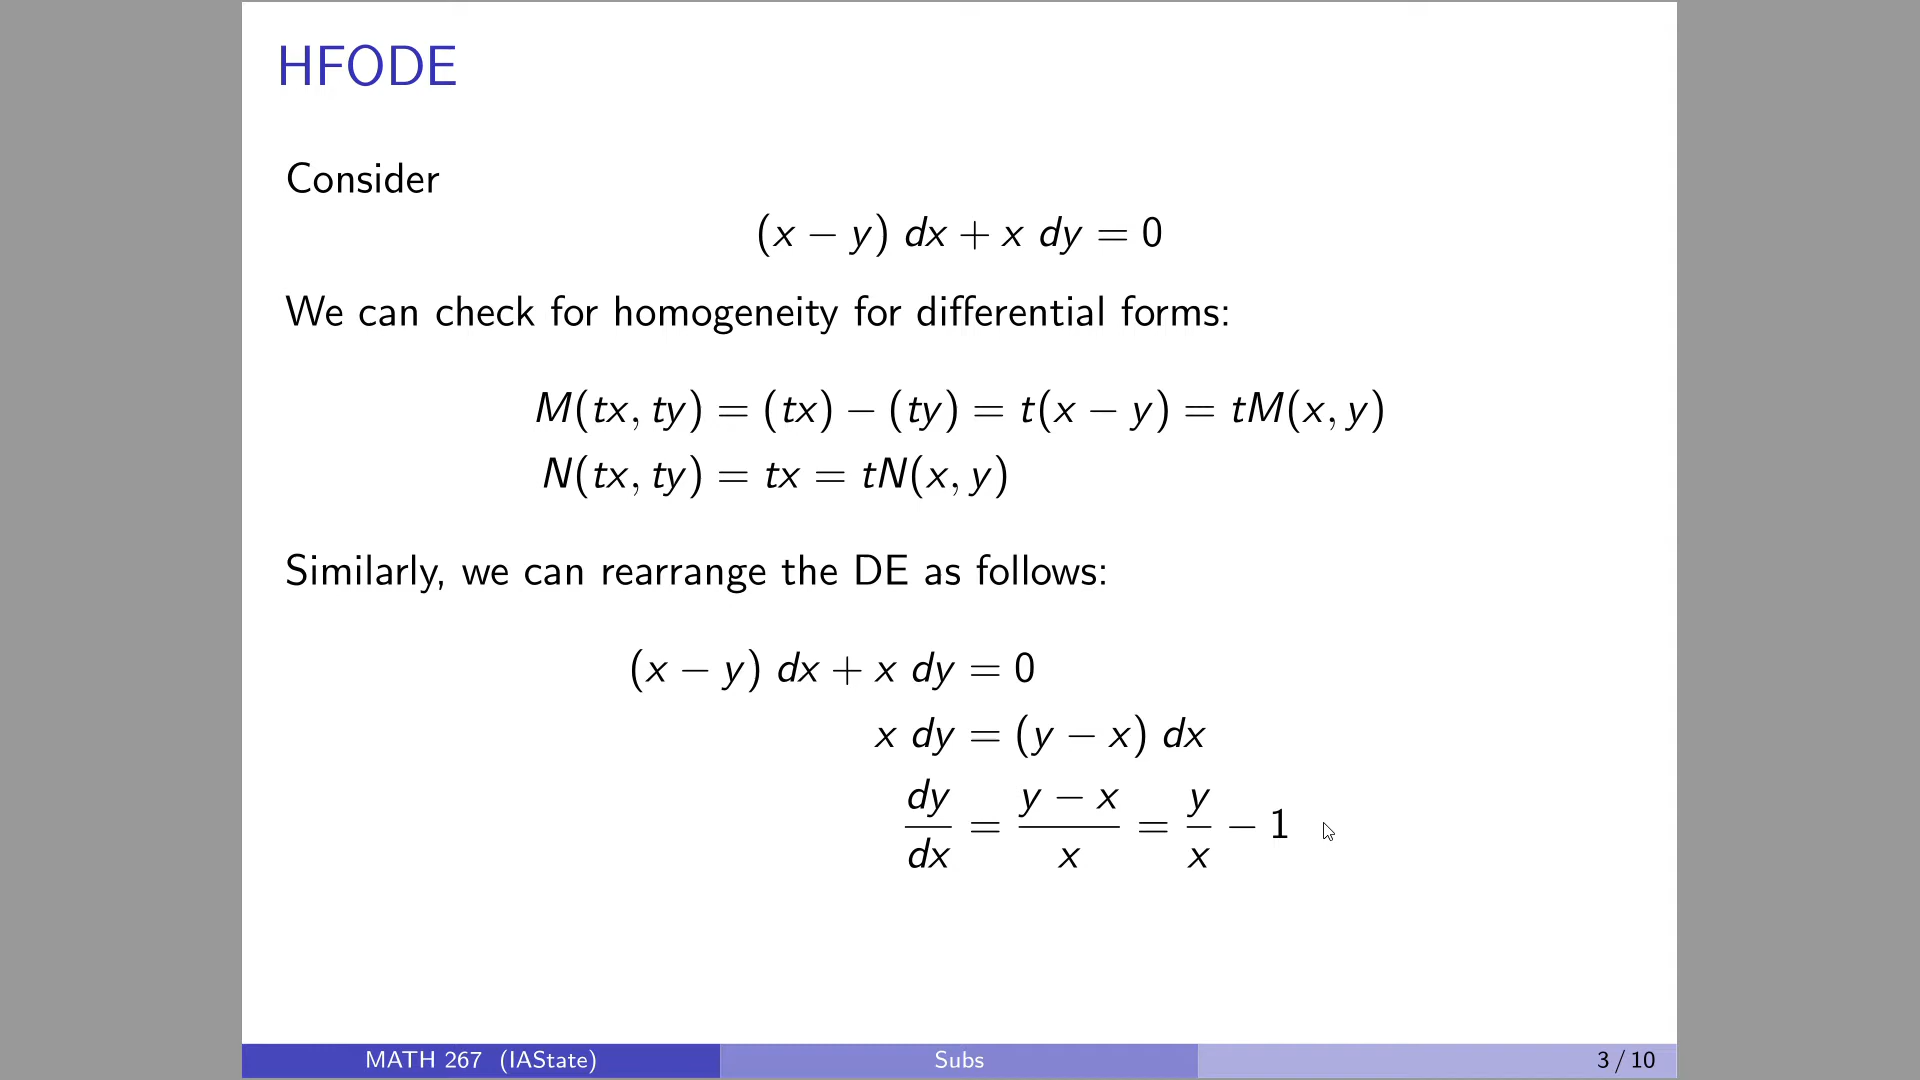 HFODE
Consider
(x − y) dx + x dy = 0
We can check for homogeneity for differential forms:
M(tx, ty) = (tx) − (ty) = t(x − y) = tM(x, y)
N(tx, ty) = tx = tN(x, y)
Similarly, we can rearrange the DE as follows:
(x − y) dx + x dy = 0
x dy = (y − x) dx
dy/dx = (y − x)/x = y/x − 1
MATH 267 (IAState) Subs 3 / 10